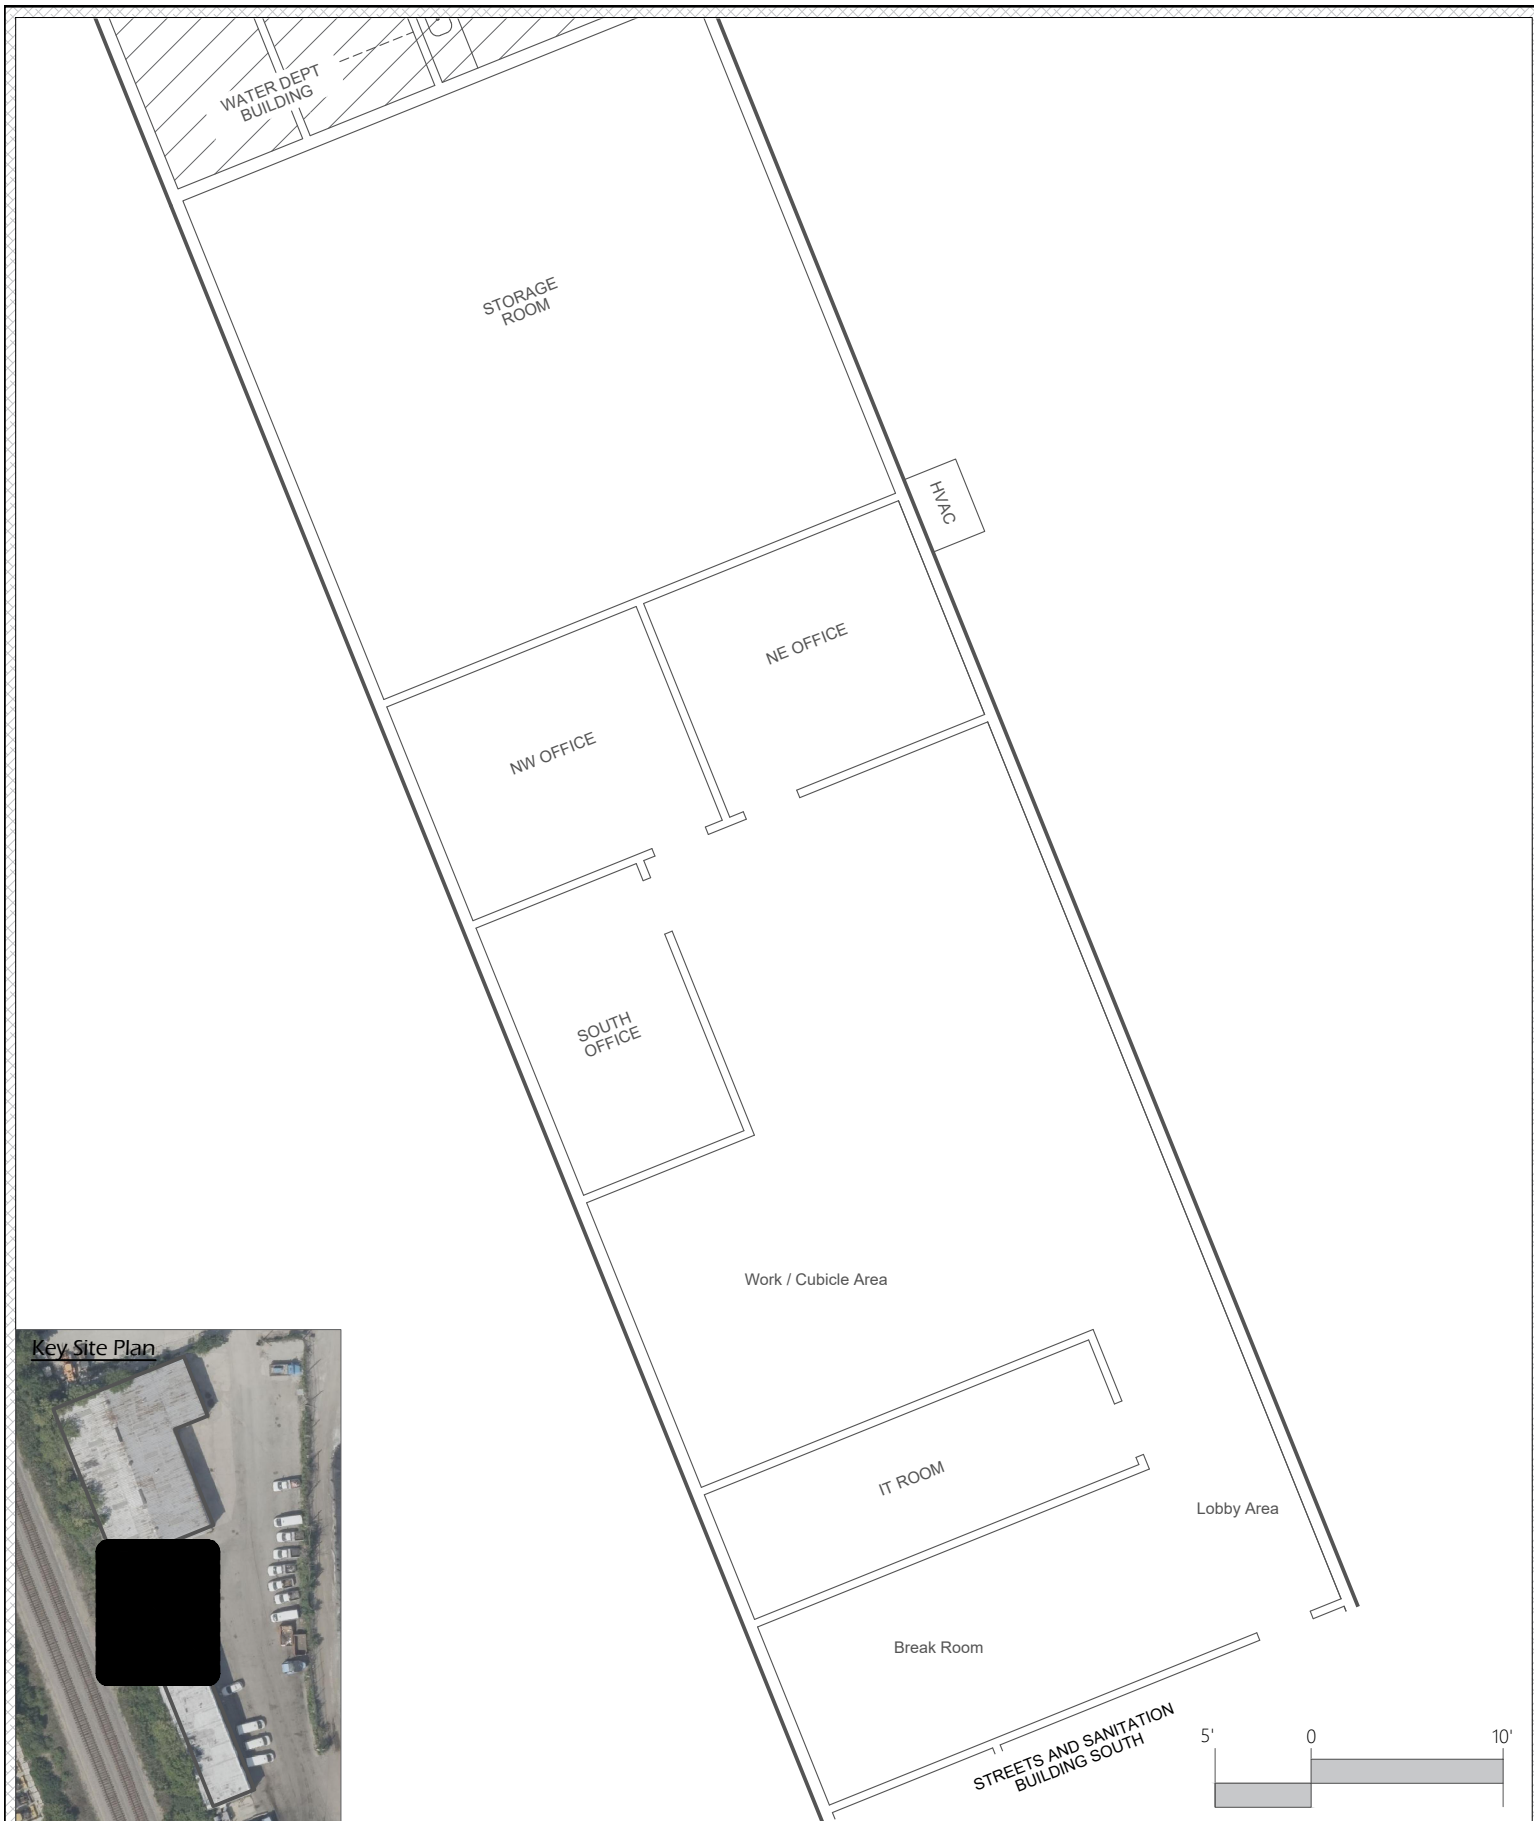 WATER DEPT
BUILDING
STORAGE
ROOM
HVAC
NE OFFICE
NW OFFICE
SOUTH
OFFICE
Work / Cubicle Area
Key Site Plan
IT ROOM
Lobby Area
Break Room
STREETS AND SANITATION
BUILDING SOUTH
5' 0 10'